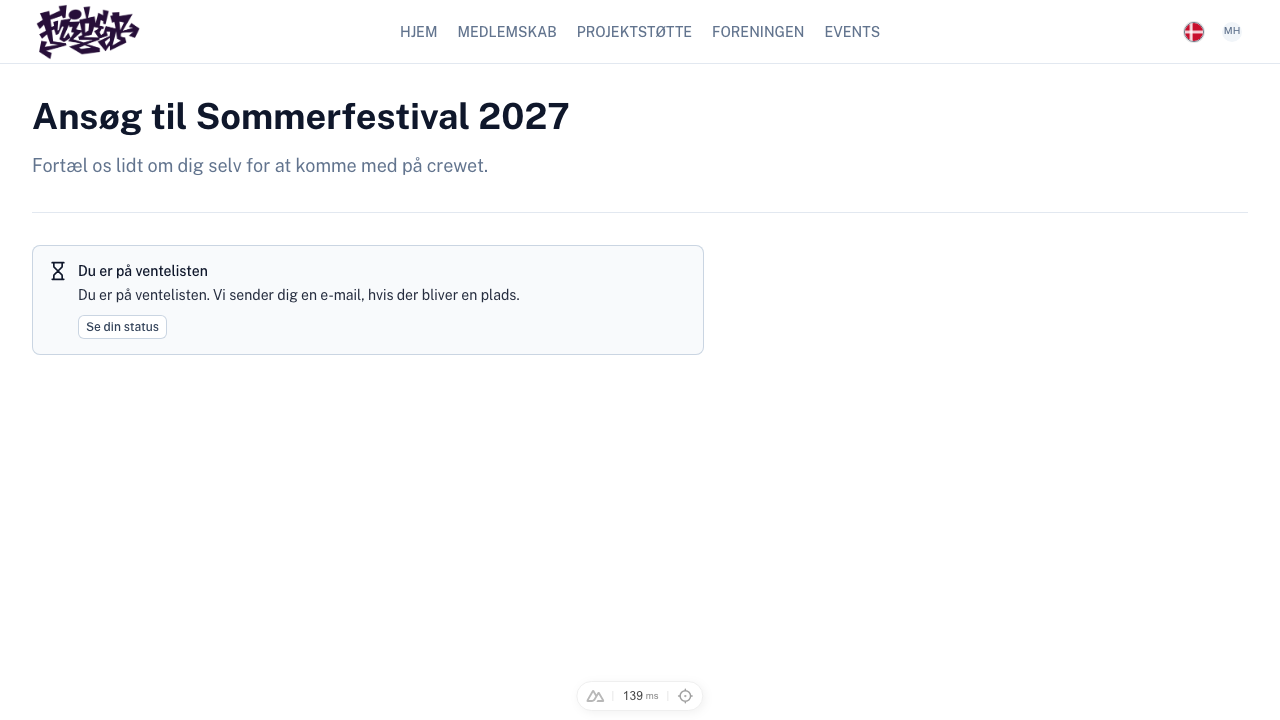 HJEM MEDLEMSKAB PROJEKTSTØTTE FORENINGEN EVENTS MH
Ansøg til Sommerfestival 2027
Fortæl os lidt om dig selv for at komme med på crewet.
Du er på ventelisten
Du er på ventelisten. Vi sender dig en e-mail, hvis der bliver en plads.
Se din status
139 ms